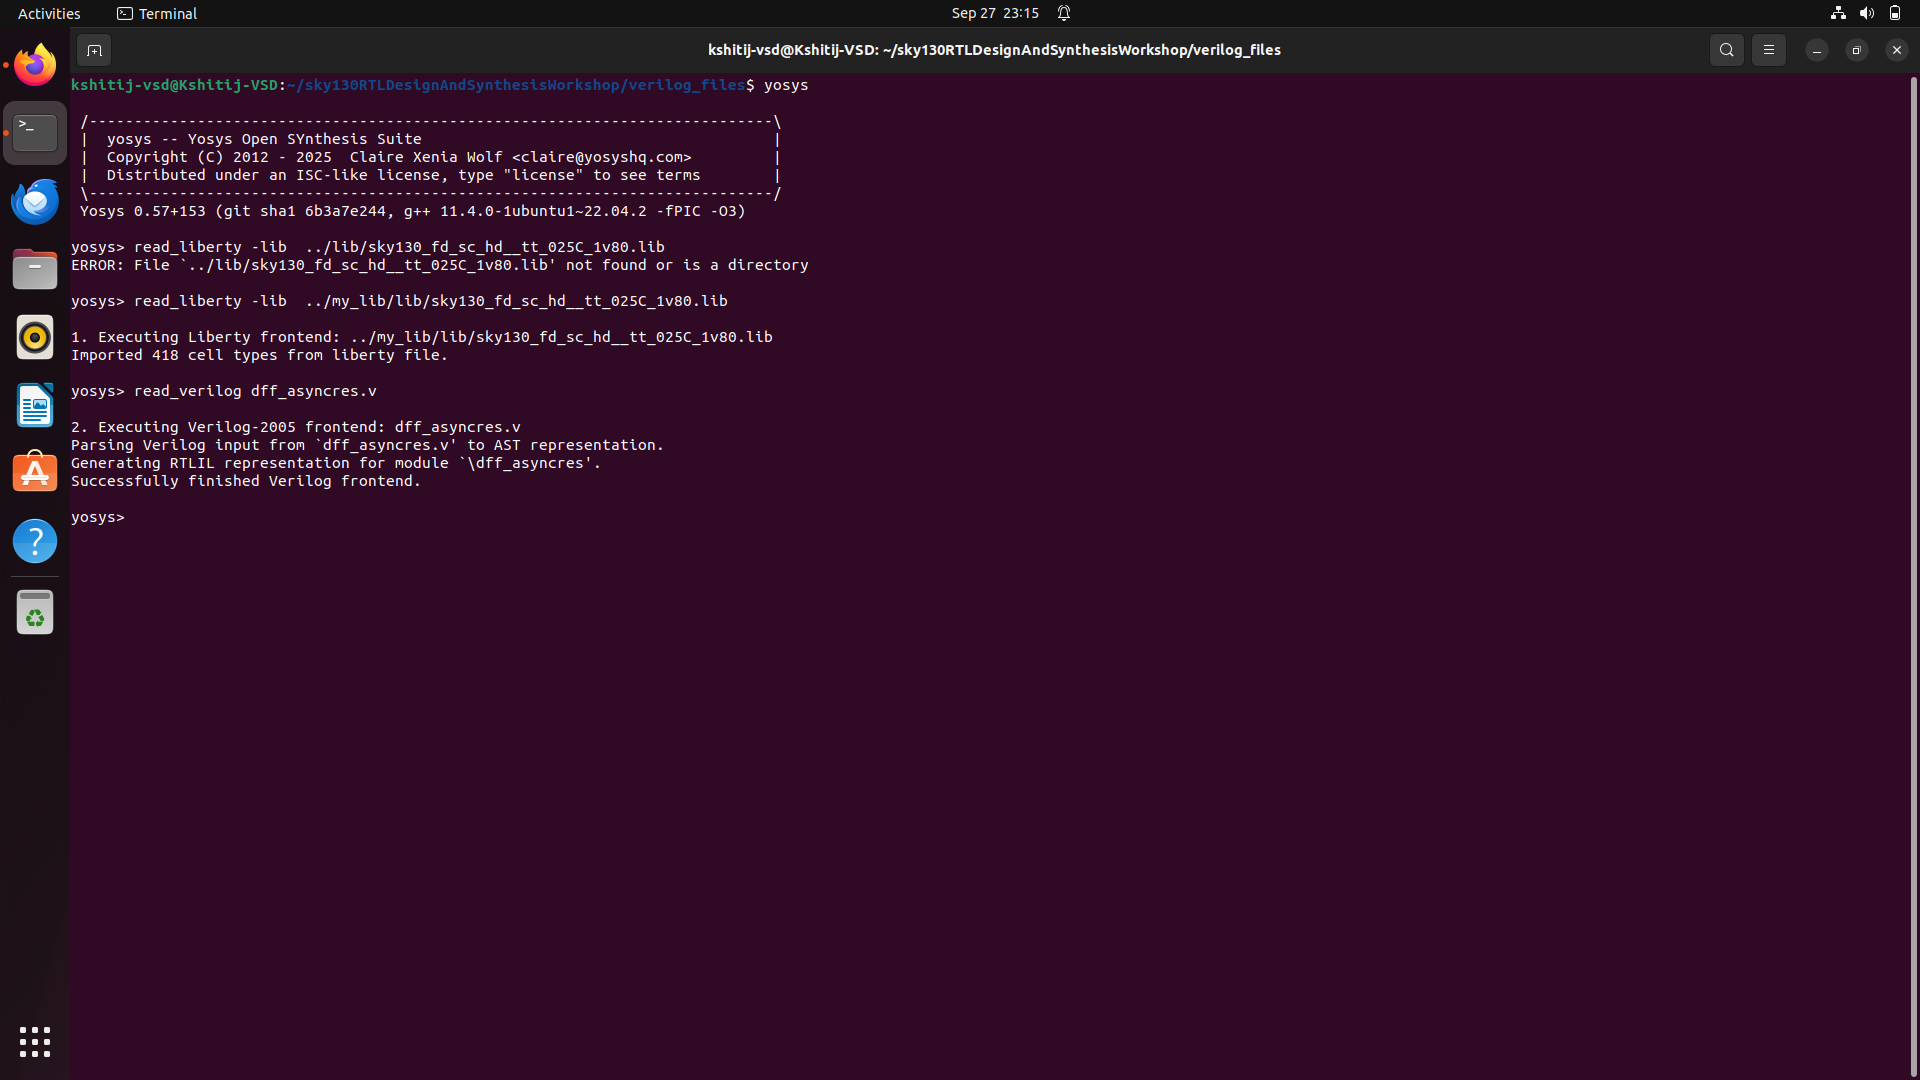 Activities
Terminal
Sep 27 23:15
kshitij-vsd@Kshitij-VSD: ~/sky130RTLDesignAndSynthesisWorkshop/verilog_files
kshitij-vsd@Kshitij-VSD:~/sky130RTLDesignAndSynthesisWorkshop/verilog_files$ yosys
/----------------------------------------------------------------------------\
|  yosys -- Yosys Open SYnthesis Suite                                       |
|  Copyright (C) 2012 - 2025  Claire Xenia Wolf <claire@yosyshq.com>         |
|  Distributed under an ISC-like license, type "license" to see terms        |
\----------------------------------------------------------------------------/
Yosys 0.57+153 (git sha1 6b3a7e244, g++ 11.4.0-1ubuntu1~22.04.2 -fPIC -O3)
yosys> read_liberty -lib  ../lib/sky130_fd_sc_hd__tt_025C_1v80.lib
ERROR: File `../lib/sky130_fd_sc_hd__tt_025C_1v80.lib' not found or is a directory
yosys> read_liberty -lib  ../my_lib/lib/sky130_fd_sc_hd__tt_025C_1v80.lib
1. Executing Liberty frontend: ../my_lib/lib/sky130_fd_sc_hd__tt_025C_1v80.lib
Imported 418 cell types from liberty file.
yosys> read_verilog dff_asyncres.v
2. Executing Verilog-2005 frontend: dff_asyncres.v
Parsing Verilog input from `dff_asyncres.v' to AST representation.
Generating RTLIL representation for module `\dff_asyncres'.
Successfully finished Verilog frontend.
yosys>